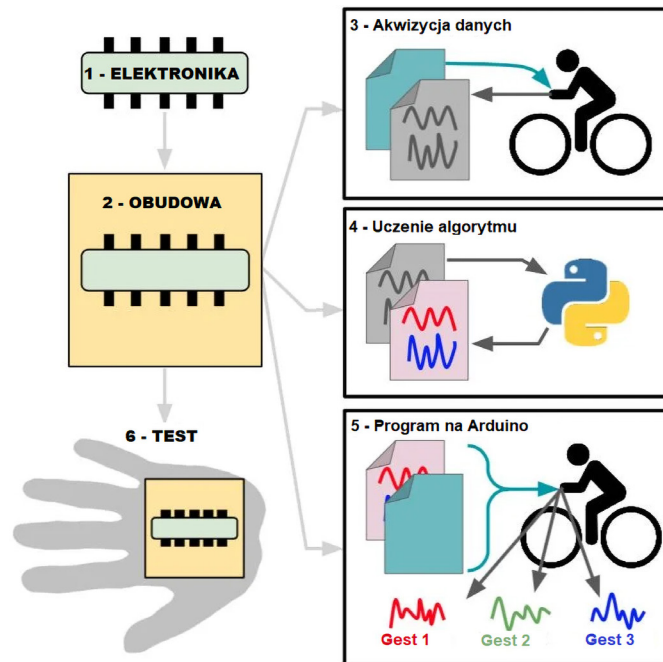 1 - ELEKTRONIKA
2 - OBUDOWA
3 - Akwizycja danych
4 - Uczenie algorytmu
5 - Program na Arduino
Gest 1
Gest 2
Gest 3
6 - TEST